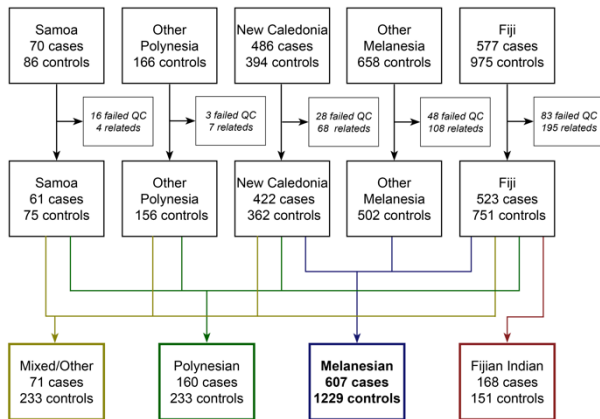 Samoa
70 cases
86 controls
Other
Polynesia
166 controls
New Caledonia
486 cases
394 controls
Other
Melanesia
658 controls
Fiji
577 cases
975 controls
16 failed QC
4 relateds
3 failed QC
7 relateds
28 failed QC
68 relateds
48 failed QC
108 relateds
83 failed QC
195 relateds
Samoa
61 cases
75 controls
Other
Polynesia
156 controls
New Caledonia
422 cases
362 controls
Other
Melanesia
502 controls
Fiji
523 cases
751 controls
Mixed/Other
71 cases
233 controls
Polynesian
160 cases
233 controls
Melanesian
607 cases
1229 controls
Fijian Indian
168 cases
151 controls